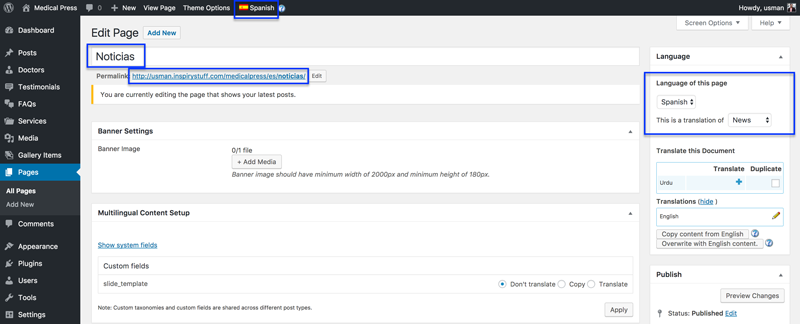 Medical Press 0 + New View Page Theme Options Spanish Howdy, usman
Dashboard
Posts
Doctors
Testimonials
FAQs
Services
Media
Gallery Items
Pages
All Pages
Add New
Comments
Appearance
Plugins
Users
Tools
Settings
Screen Options Help
Edit Page Add New
Noticias
Permalink: http://usman.inspirystuff.com/medicalpress/es/noticias/ Edit
You are currently editing the page that shows your latest posts.
Banner Settings
Banner Image
0/1 file
+ Add Media
Banner image should have minimum width of 2000px and minimum height of 180px.
Multilingual Content Setup
Show system fields
Custom fields
slide_template Don't translate Copy Translate
Note: Custom taxonomies and custom fields are shared across different post types.
Apply
Language
Language of this page
Spanish
This is a translation of News
Translate this Document
Translate Duplicate
Urdu
Translations (hide )
English
Copy content from English
Overwrite with English content.
Publish
Preview Changes
Status: Published Edit